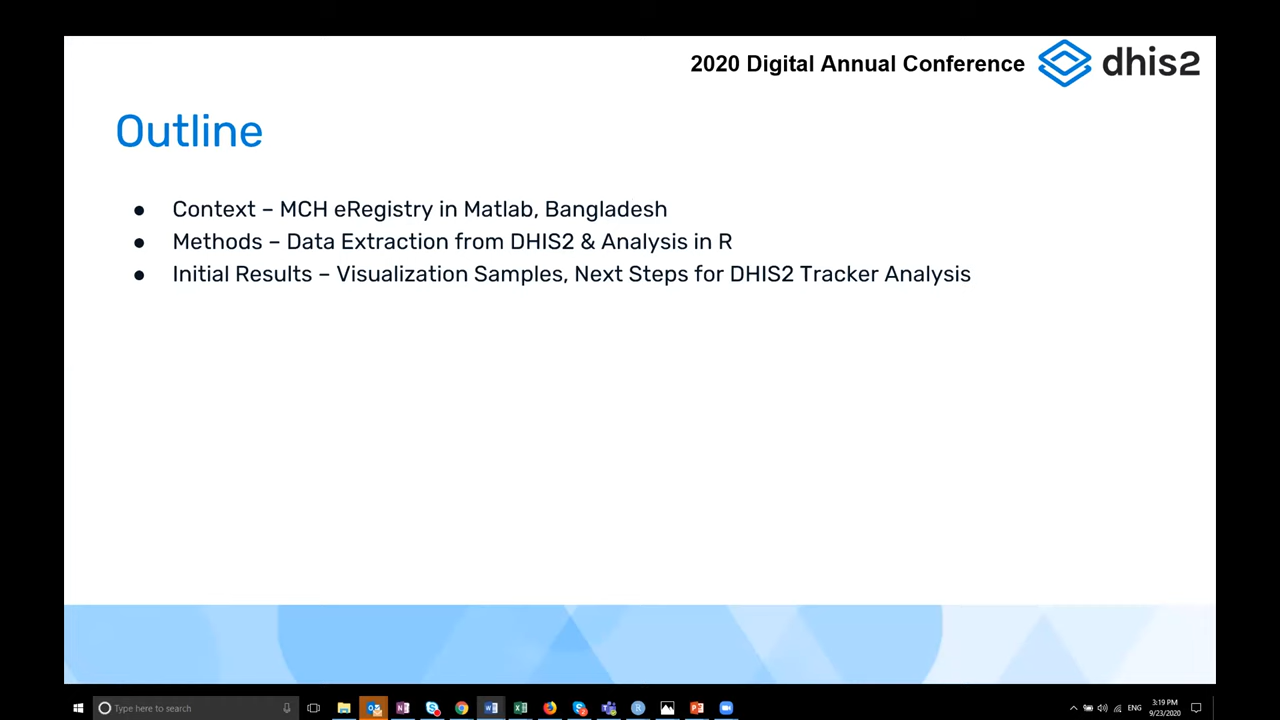 2020 Digital Annual Conference dhis2
Outline
● Context – MCH eRegistry in Matlab, Bangladesh
● Methods – Data Extraction from DHIS2 & Analysis in R
● Initial Results – Visualization Samples, Next Steps for DHIS2 Tracker Analysis
Type here to search
ENG
3:19 PM
9/23/2020